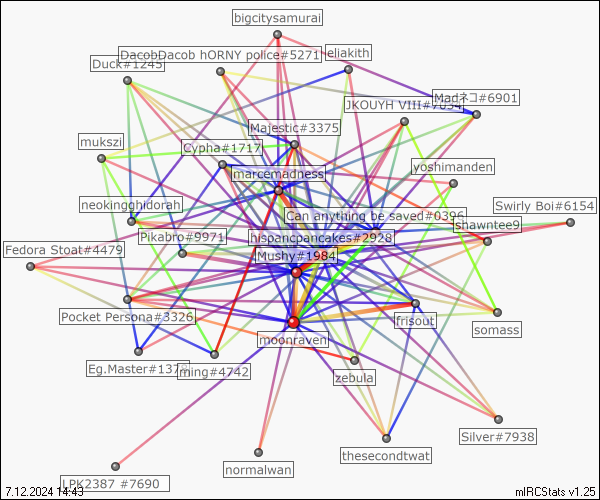 bigcitysamurai
DacobDacob hORNY police#5271
eliakith
Duck#1245
Madネコ#6901
JKOUYH VIII#7034
Majestic#3375
mukszi
Cypha#1717
yoshimanden
marcemadness
neokingghidorah
Swirly Boi#6154
Can anything be saved#0396
shawntee9
Pikabro#9971
hispanicpancakes#2928
Fedora Stoat#4479
Mushy#1984
Pocket Persona#3326
frisout
somass
moonraven
Eg.Master#1378
ming#4742
zebula
Silver#7938
thesecondtwat
normalwan
LPK2387 #7690
7.12.2024 14:43
mIRCStats v1.25